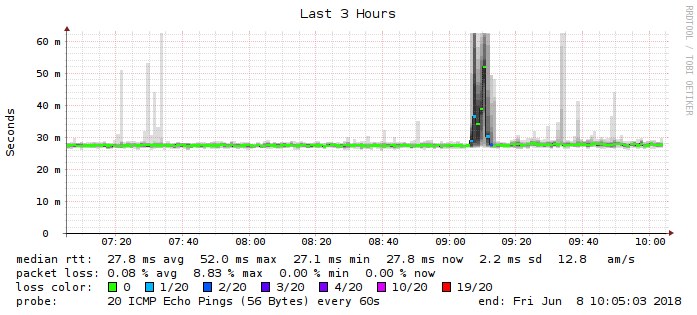 Last 3 Hours
RRDTOOL / TOBI OETIKER
Seconds
60 m
50 m
40 m
30 m
20 m
10 m
0
07:20 07:40 08:00 08:20 08:40 09:00 09:20 09:40 10:00
median rtt: 27.8 ms avg 52.0 ms max 27.1 ms min 27.8 ms now 2.2 ms sd 12.8 am/s
packet loss: 0.08 % avg 8.83 % max 0.00 % min 0.00 % now
loss color: 0 1/20 2/20 3/20 4/20 10/20 19/20
probe: 20 ICMP Echo Pings (56 Bytes) every 60s end: Fri Jun 8 10:05:03 2018